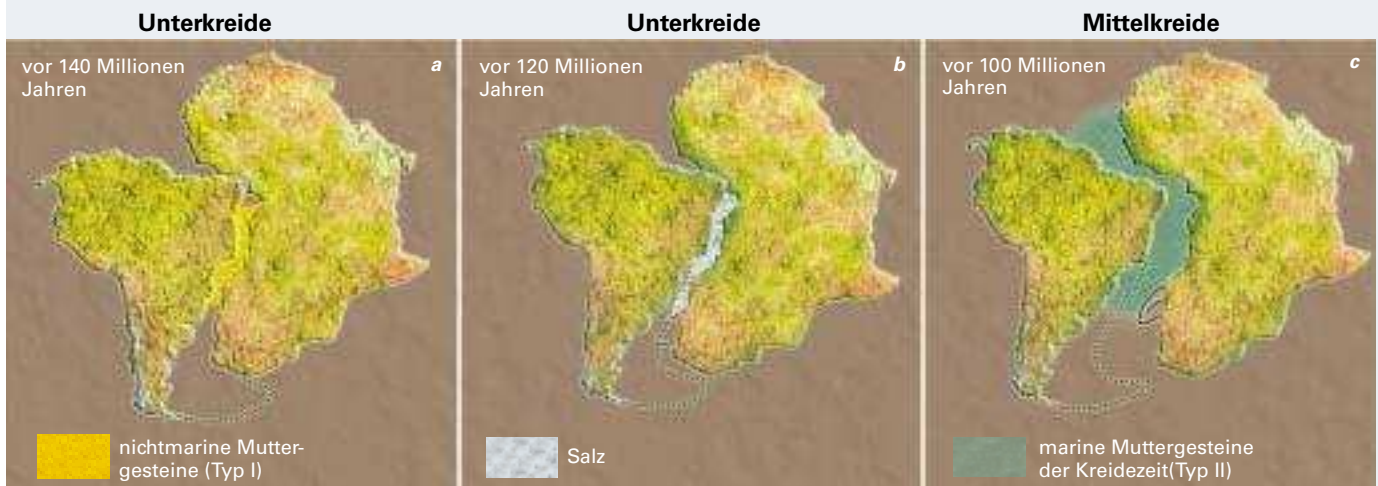 Unterkreide
vor 140 Millionen
Jahren
a
nichtmarine Mutter-
gesteine (Typ I)
Unterkreide
vor 120 Millionen
Jahren
b
Salz
Mittelkreide
vor 100 Millionen
Jahren
c
marine Muttergesteine
der Kreidezeit(Typ II)